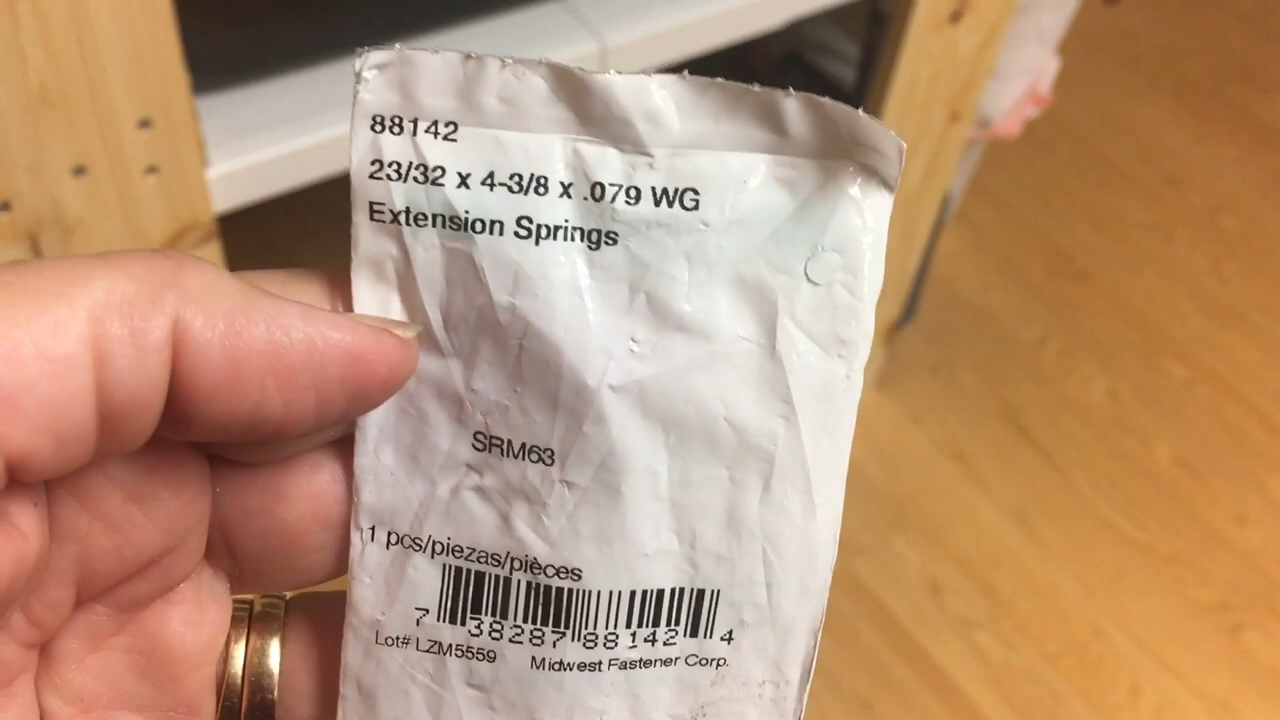 88142
23/32 x 4-3/8 x .079 WG
Extension Springs
SRM63
1 pcs/piezas/pièces
7 38287 88142 4
Lot# LZM5559 Midwest Fastener Corp.